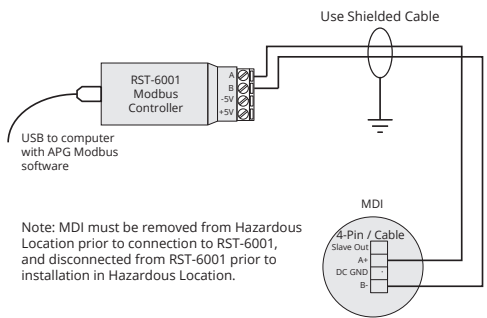 Use Shielded Cable
RST-6001
Modbus
Controller
A
B
-5V
+5V
USB to computer
with APG Modbus
software
MDI
4-Pin / Cable
Slave Out
A+
DC GND
B-
Note: MDI must be removed from Hazardous
Location prior to connection to RST-6001,
and disconnected from RST-6001 prior to
installation in Hazardous Location.